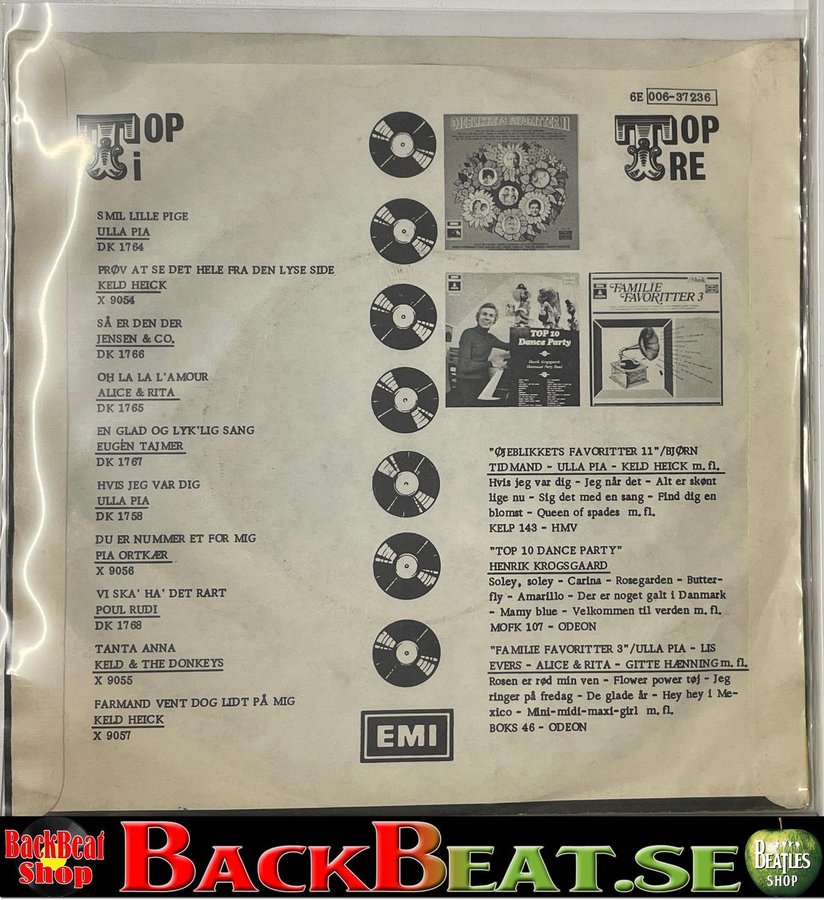 6E 006-37236
TOP
Ti
SMIL LILLE PIGE
ULLA PIA
DK 1764
PRØV AT SE DET HELE FRA DEN LYSE SIDE
KELD HEICK
X 9054
SÅ ER DEN DER
JENSEN & CO.
DK 1766
OH LA LA L'AMOUR
ALICE & RITA
DK 1765
EN GLAD OG LYK'LIG SANG
EUGÉN TAJMER
DK 1767
HVIS JEG VAR DIG
ULLA PIA
DK 1758
DU ER NUMMER ET FOR MIG
PIA ORTKÆR
X 9056
VI SKA' HA' DET RART
POUL RUDI
DK 1768
TANTA ANNA
KELD & THE DONKEYS
X 9055
FARMAND VENT DOG LIDT PÅ MIG
KELD HEICK
X 9057
EMI
ØJEBLIKKETS FAVORITTER 11
TOP
TRE
TOP 10
Dance Party
FAMILIE
FAVORITTER 3
"ØJEBLIKKETS FAVORITTER 11"/BJØRN
TIDMAND - ULLA PIA - KELD HEICK m. fl.
Hvis jeg var dig - Jeg når det - Alt er skønt
lige nu - Sig det med en sang - Find dig en
blomst - Queen of spades m. fl.
KELP 143 - HMV
"TOP 10 DANCE PARTY"
HENRIK KROGSGAARD
Soley, soley - Carina - Rosegarden - Butter-
fly - Amarillo - Der er noget galt i Danmark
- Mamy blue - Velkommen til verden m. fl.
MOFK 107 - ODEON
"FAMILIE FAVORITTER 3"/ULLA PIA - LIS
EVERS - ALICE & RITA - GITTE HÆNNING m. fl.
Rosen er rød min ven - Flower power tøj - Jeg
ringer på fredag - De glade år - Hey hey i Me-
xico - Mini-midi-maxi-girl m. fl.
BOKS 46 - ODEON
BackBeat
Shop
BACKBEAT.SE
BEATLES
SHOP